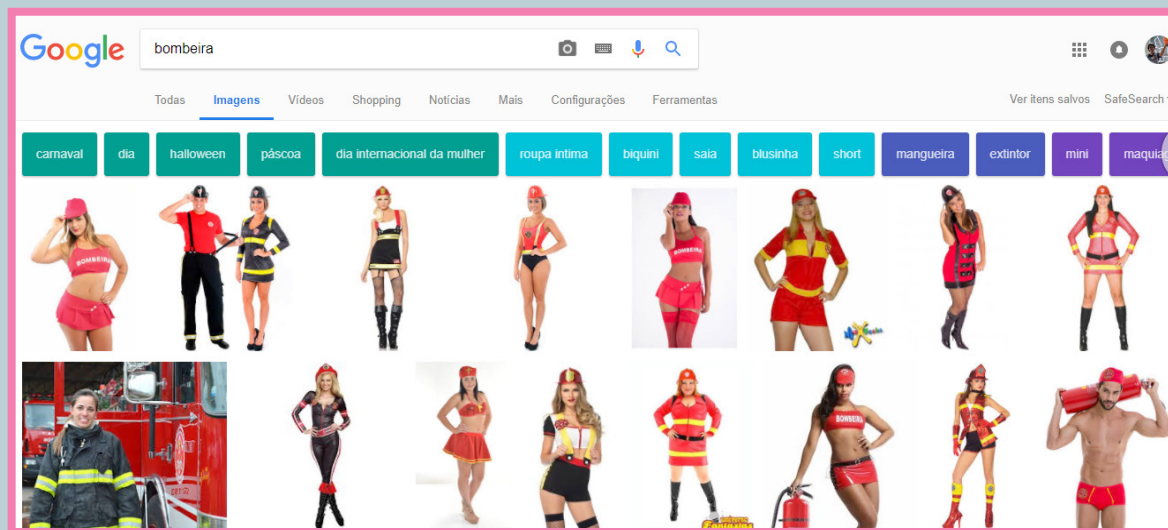 Google bombeira
Todas Imagens Vídeos Shopping Notícias Mais Configurações Ferramentas Ver itens salvos SafeSearch
carnaval dia halloween páscoa dia internacional da mulher roupa intima biquini saia blusinha short mangueira extintor mini
BOMBEIRA
BOMBEIRA
BOMBEIRA